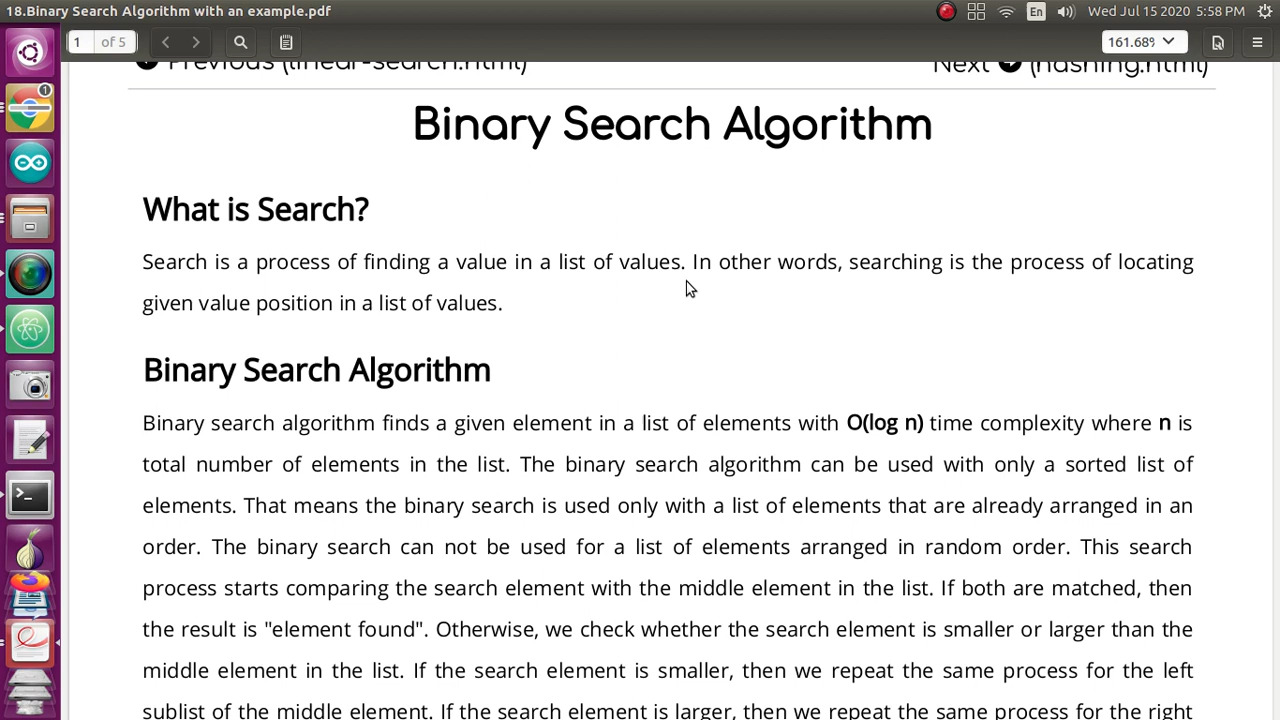 18.Binary Search Algorithm with an example.pdf
En
Wed Jul 15 2020 5:58 PM
1 of 5
161.68%
1
Previous (linear-search.html)
Next (hashing.html)
Binary Search Algorithm
What is Search?
Search is a process of finding a value in a list of values. In other words, searching is the process of locating
given value position in a list of values.
Binary Search Algorithm
Binary search algorithm finds a given element in a list of elements with O(log n) time complexity where n is
total number of elements in the list. The binary search algorithm can be used with only a sorted list of
elements. That means the binary search is used only with a list of elements that are already arranged in an
order. The binary search can not be used for a list of elements arranged in random order. This search
process starts comparing the search element with the middle element in the list. If both are matched, then
the result is "element found". Otherwise, we check whether the search element is smaller or larger than the
middle element in the list. If the search element is smaller, then we repeat the same process for the left
sublist of the middle element. If the search element is larger, then we repeat the same process for the right